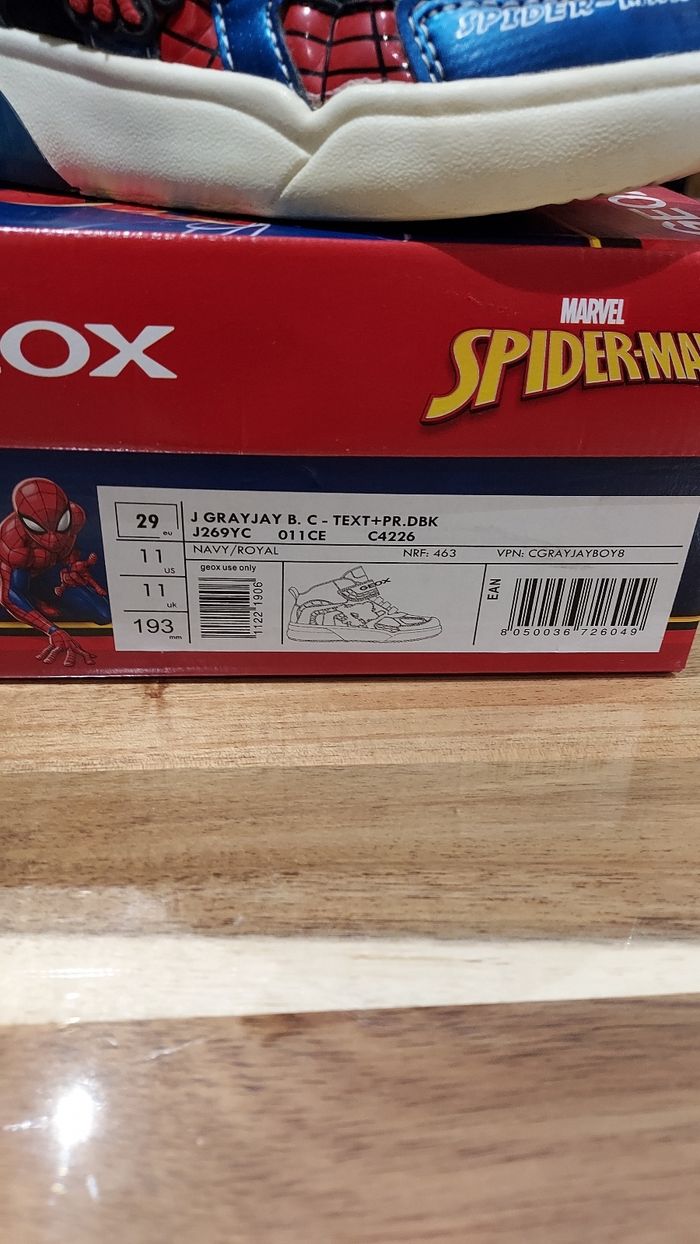 SPIDER-MAN
GEOX
OX
MARVEL
SPIDER-MA
29 eu
J GRAYJAY B. C - TEXT+PR.DBK
J269YC 011CE C4226
11 us
NAVY/ROYAL NRF: 463 VPN: CGRAYJAYBOY8
11 uk
geox use only
1122 1906
GEOX
EAN
193 mm
8 050036 726049